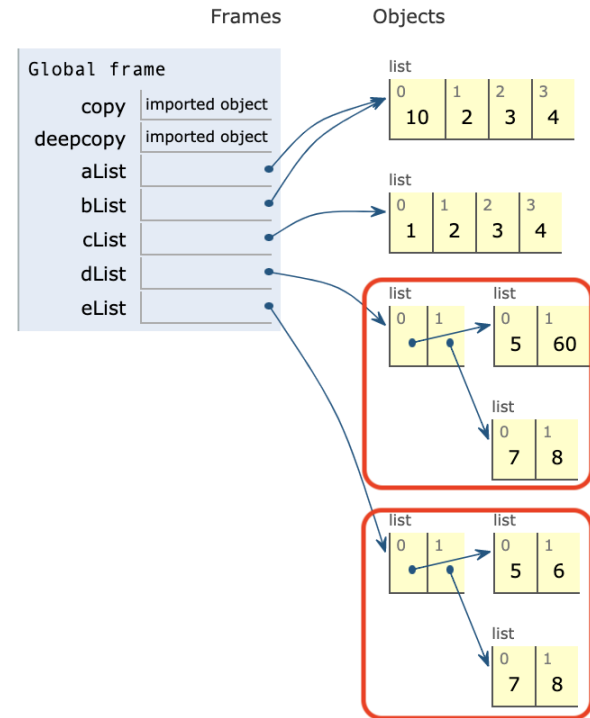 Frames Objects
Global frame
copy imported object
deepcopy imported object
aList
bList
cList
dList
eList
list
0 1 2 3
10 2 3 4
list
0 1 2 3
1 2 3 4
list list
0 1 0 1
5 60
list
0 1
7 8
list list
0 1 0 1
5 6
list
0 1
7 8